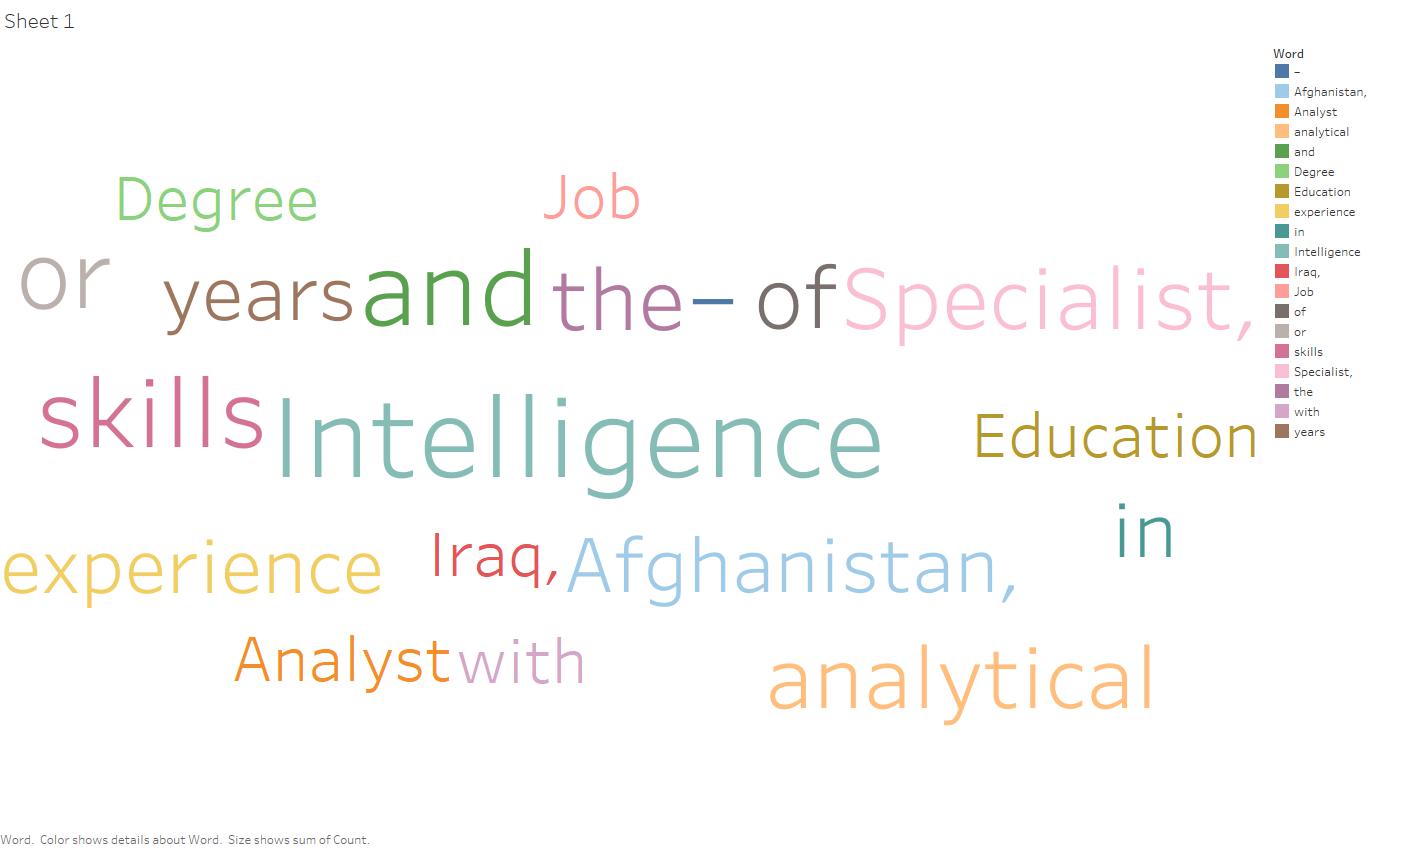 Sheet 1
Degree Job
or years and the – of Specialist,
skills Intelligence Education
in
experience Iraq, Afghanistan,
Analyst with analytical
Word
–
Afghanistan,
Analyst
analytical
and
Degree
Education
experience
in
Intelligence
Iraq,
Job
of
or
skills
Specialist,
the
with
years
Word. Color shows details about Word. Size shows sum of Count.